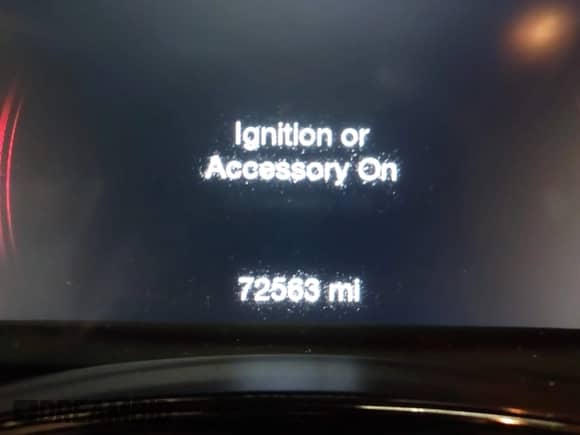 Ignition or
Accessory On
72563 mi